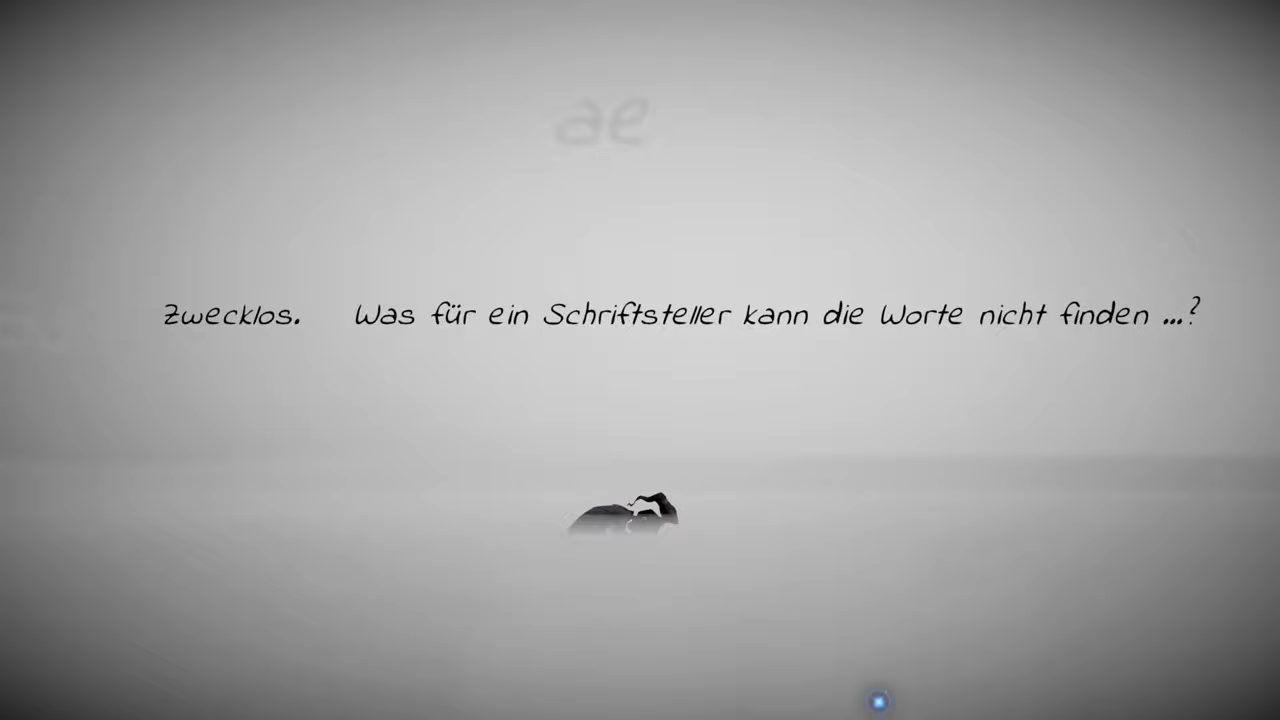 ae
Zwecklos. Was für ein Schriftsteller kann die Worte nicht finden ...?